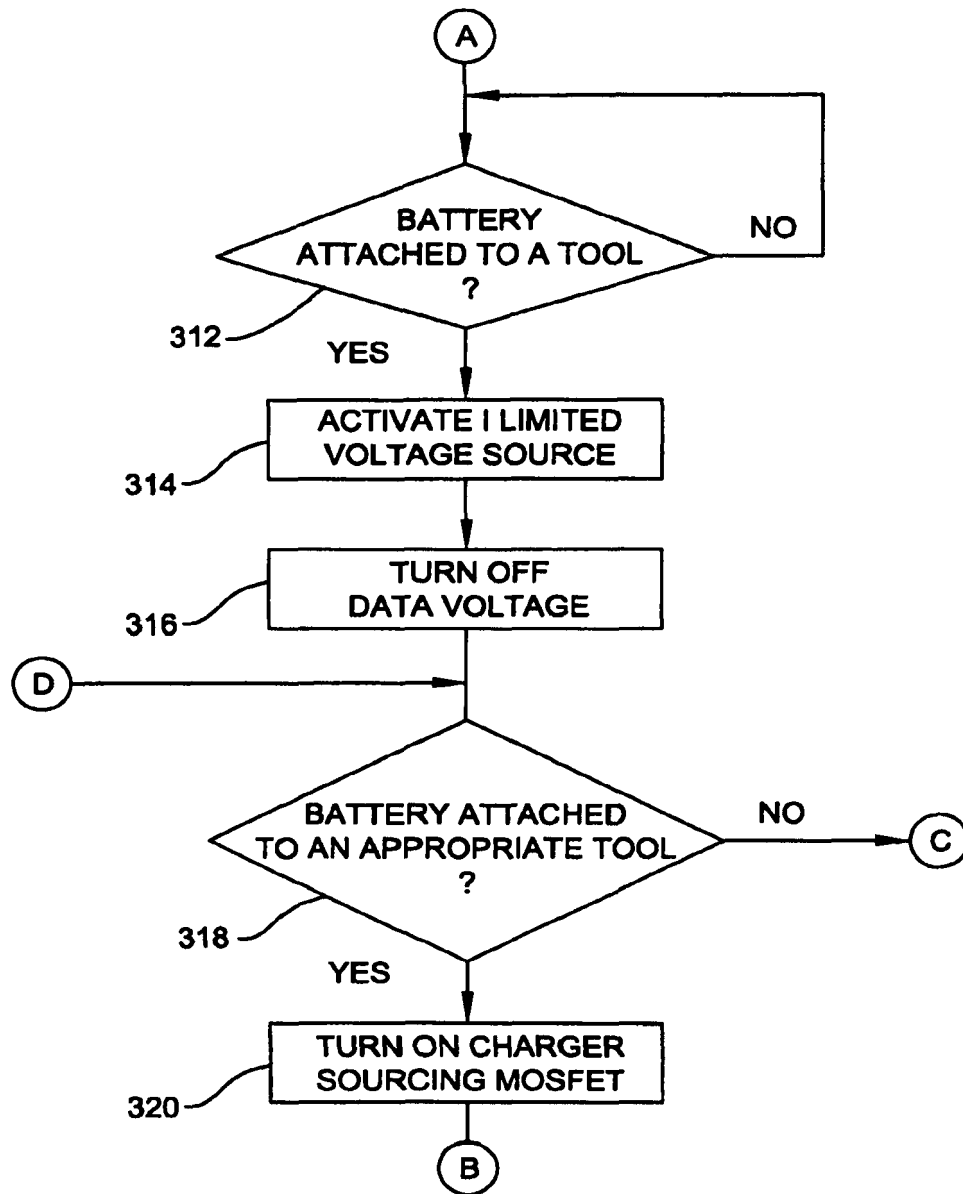 A
BATTERY
ATTACHED TO A TOOL
?
NO
312
YES
ACTIVATE I LIMITED
VOLTAGE SOURCE
314
TURN OFF
DATA VOLTAGE
316
D
BATTERY ATTACHED
TO AN APPROPRIATE TOOL
?
NO
C
318
YES
TURN ON CHARGER
SOURCING MOSFET
320
B